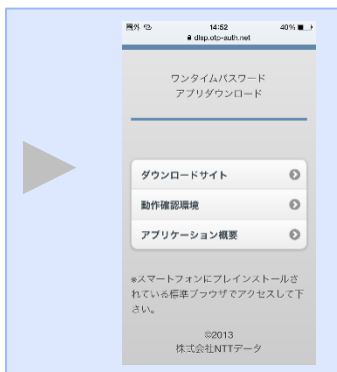 圏外 14:52 40%
disp.otp-auth.net
ワンタイムパスワード
アプリダウンロード
ダウンロードサイト
動作確認環境
アプリケーション概要
※スマートフォンにプレインストールさ
れている標準ブラウザでアクセスして下
さい。
©2013
株式会社NTTデータ